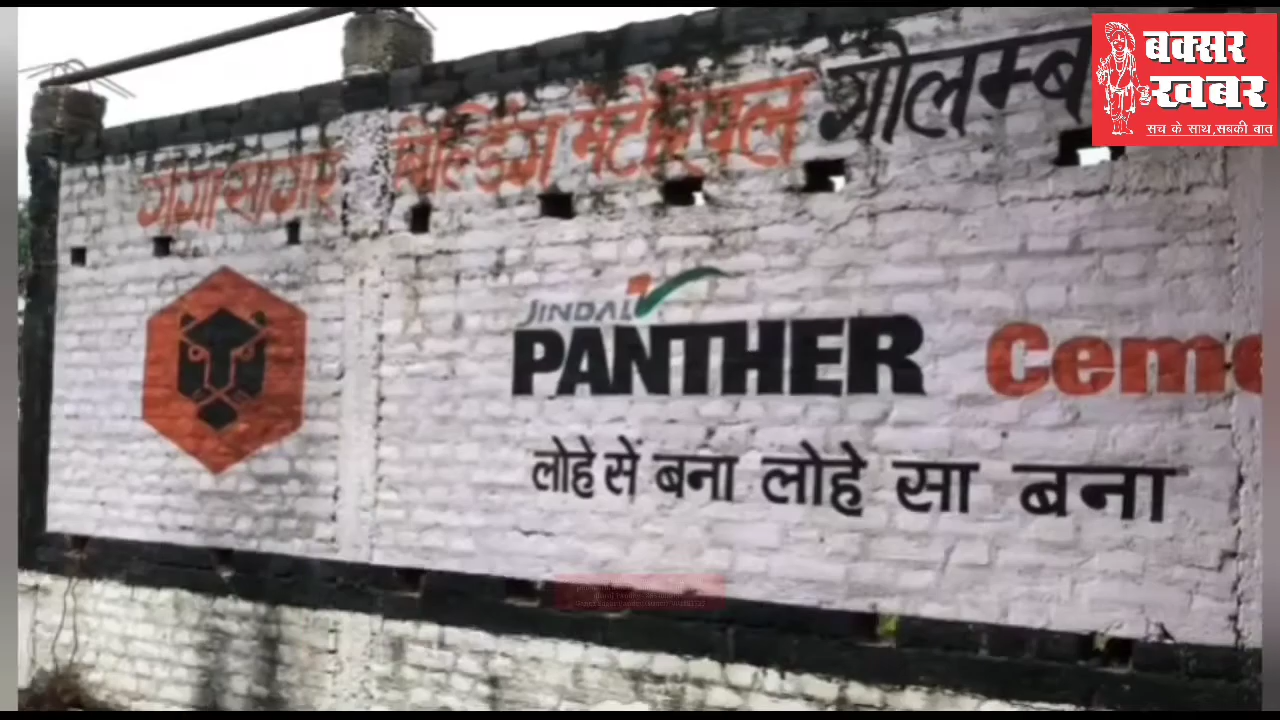 बक्सर
खबर
सच के साथ,सबकी बात
गंगा सागर बिल्डिंग मेटेरियल गोलम्ब
JINDAL
PANTHER Ceme
लोहे सें बना लोहे सा बना